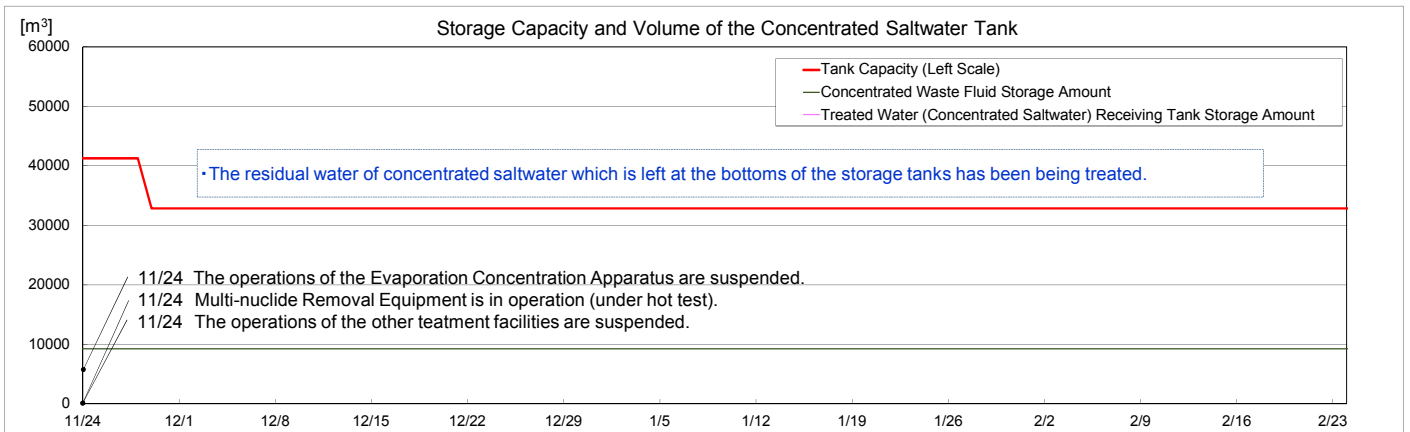 [m³]
Storage Capacity and Volume of the Concentrated Saltwater Tank
60000
50000
40000
30000
20000
10000
0
Tank Capacity (Left Scale)
Concentrated Waste Fluid Storage Amount
Treated Water (Concentrated Saltwater) Receiving Tank Storage Amount
・The residual water of concentrated saltwater which is left at the bottoms of the storage tanks has been being treated.
11/24 The operations of the Evaporation Concentration Apparatus are suspended.
11/24 Multi-nuclide Removal Equipment is in operation (under hot test).
11/24 The operations of the other teatment facilities are suspended.
11/24 12/1 12/8 12/15 12/22 12/29 1/5 1/12 1/19 1/26 2/2 2/9 2/16 2/23